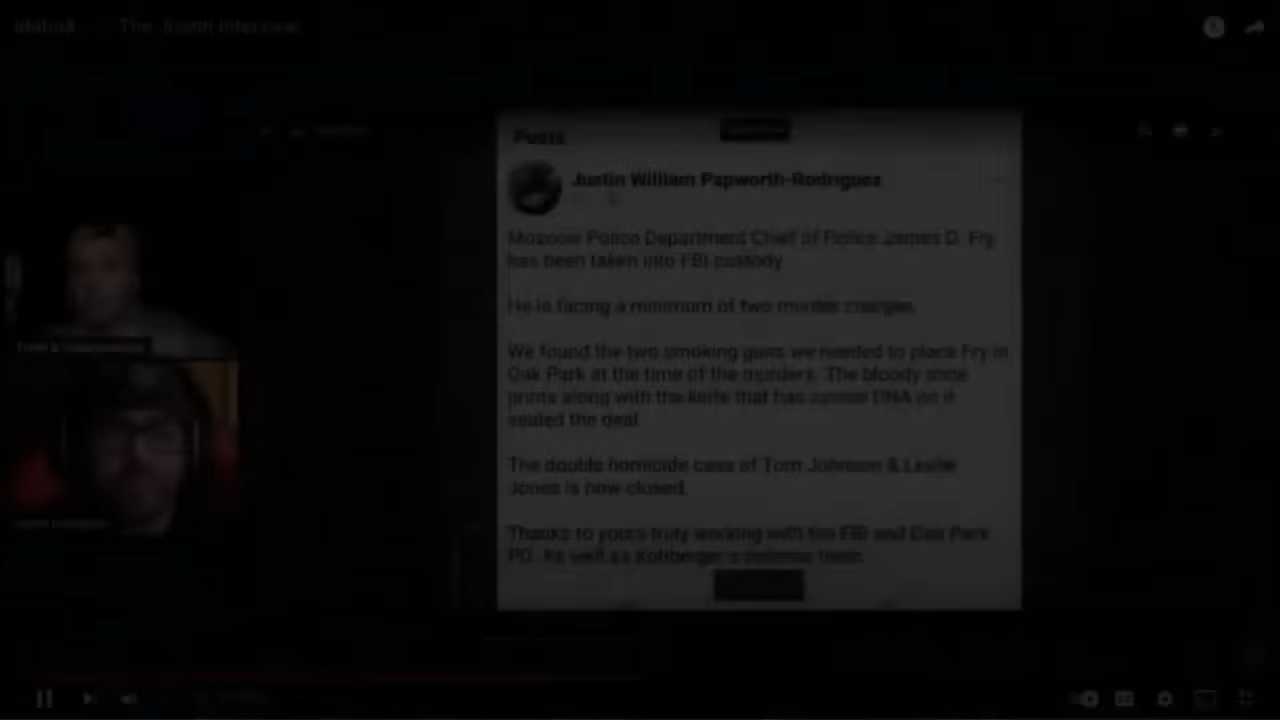 The Justin Interview
Posts
Justin William Papworth-Rodriguez
Moscow Police Department Chief of Police James D. Fry
has been taken into FBI custody
He is facing a minimum of two murder charges.
We found the two smoking guns we needed to place Fry in
Oak Park at the time of the murders. The bloody shoe
prints along with the knife that has DNA on it
sealed the deal
The double homicide case of Tom Johnson & Leslie
Jones is now closed.
Thanks to yours truly working with the FBI and Oak Park
PD. As well as Kohberger's defense team.